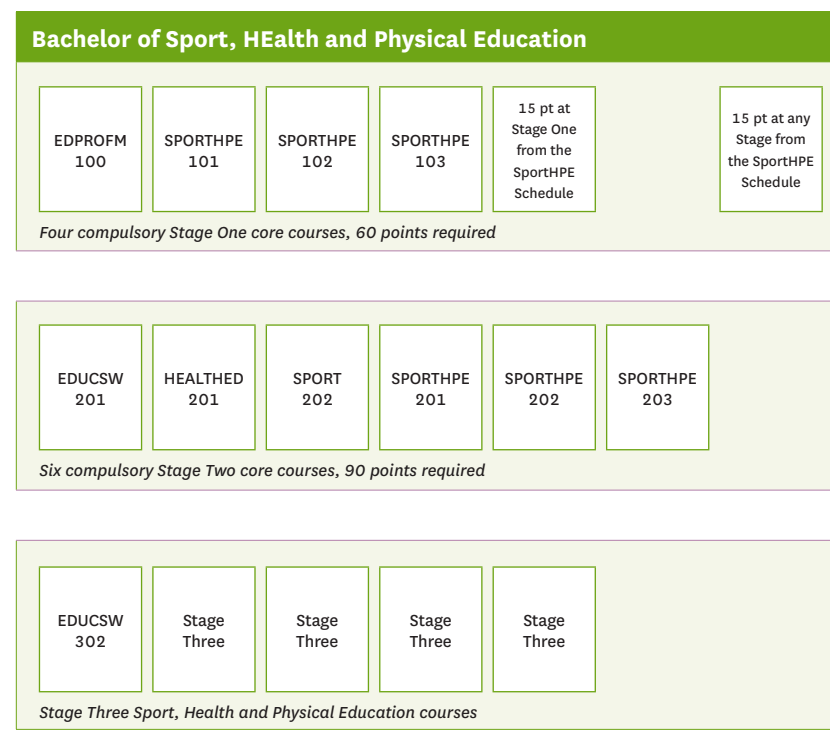 Bachelor of Sport, HEalth and Physical Education
EDPROFM
100
SPORTHPE
101
SPORTHPE
102
SPORTHPE
103
15 pt at
Stage One
from the
SportHPE
Schedule
15 pt at any
Stage from
the SportHPE
Schedule
Four compulsory Stage One core courses, 60 points required
EDUCSW
201
HEALTHED
201
SPORT
202
SPORTHPE
201
SPORTHPE
202
SPORTHPE
203
Six compulsory Stage Two core courses, 90 points required
EDUCSW
302
Stage
Three
Stage
Three
Stage
Three
Stage
Three
Stage Three Sport, Health and Physical Education courses